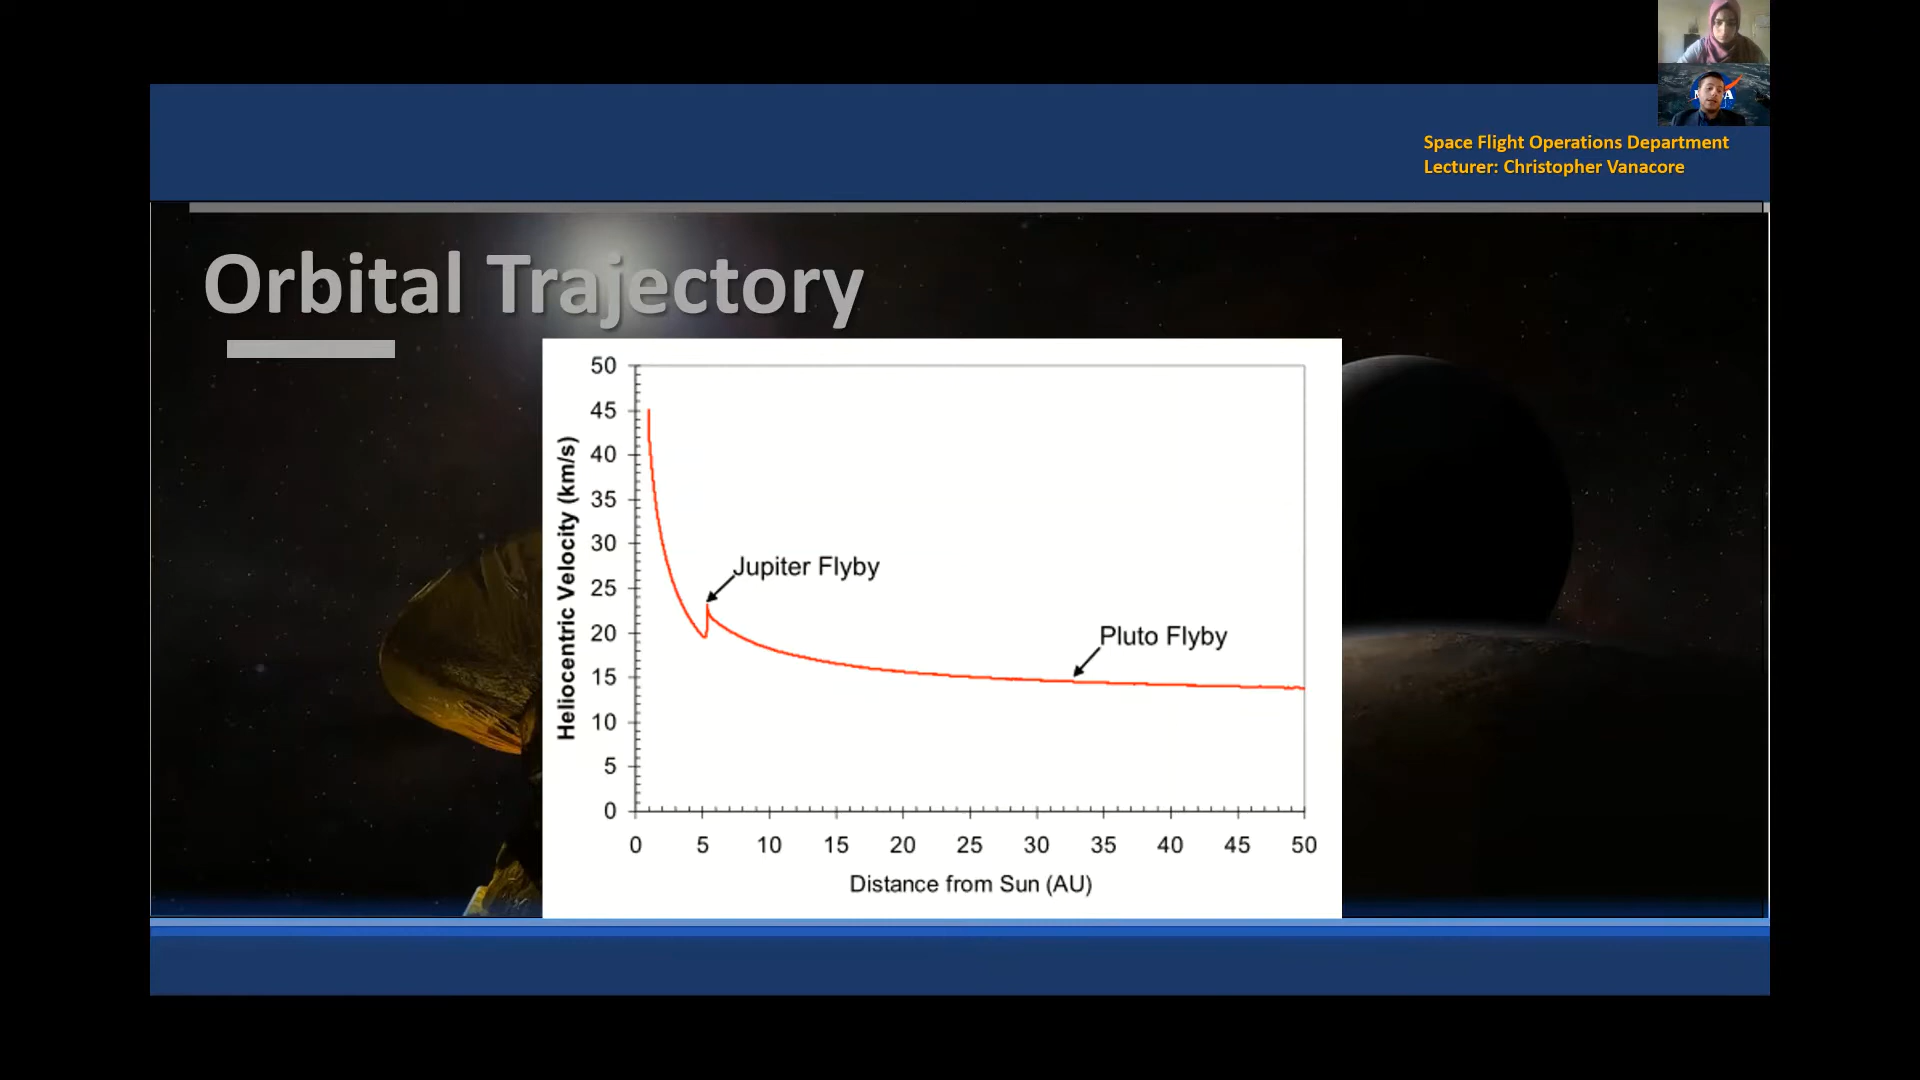 Space Flight Operations Department
Lecturer: Christopher Vanacore
Orbital Trajectory
50
45
40
35
30
25
20
15
10
5
0
Heliocentric Velocity (km/s)
Jupiter Flyby
Pluto Flyby
0 5 10 15 20 25 30 35 40 45 50
Distance from Sun (AU)